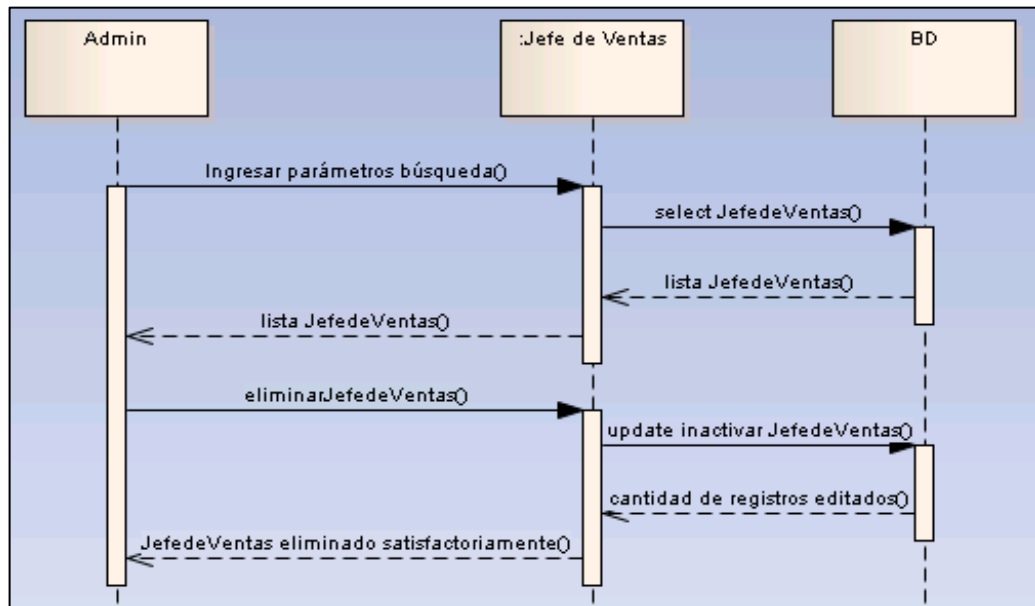 Admin
:Jefe de Ventas
BD
Ingresar parámetros búsqueda()
select JefedeVentas()
lista JefedeVentas()
lista JefedeVentas()
eliminarJefedeVentas()
update inactivar JefedeVentas()
cantidad de registros editados()
JefedeVentas eliminado satisfactoriamente()